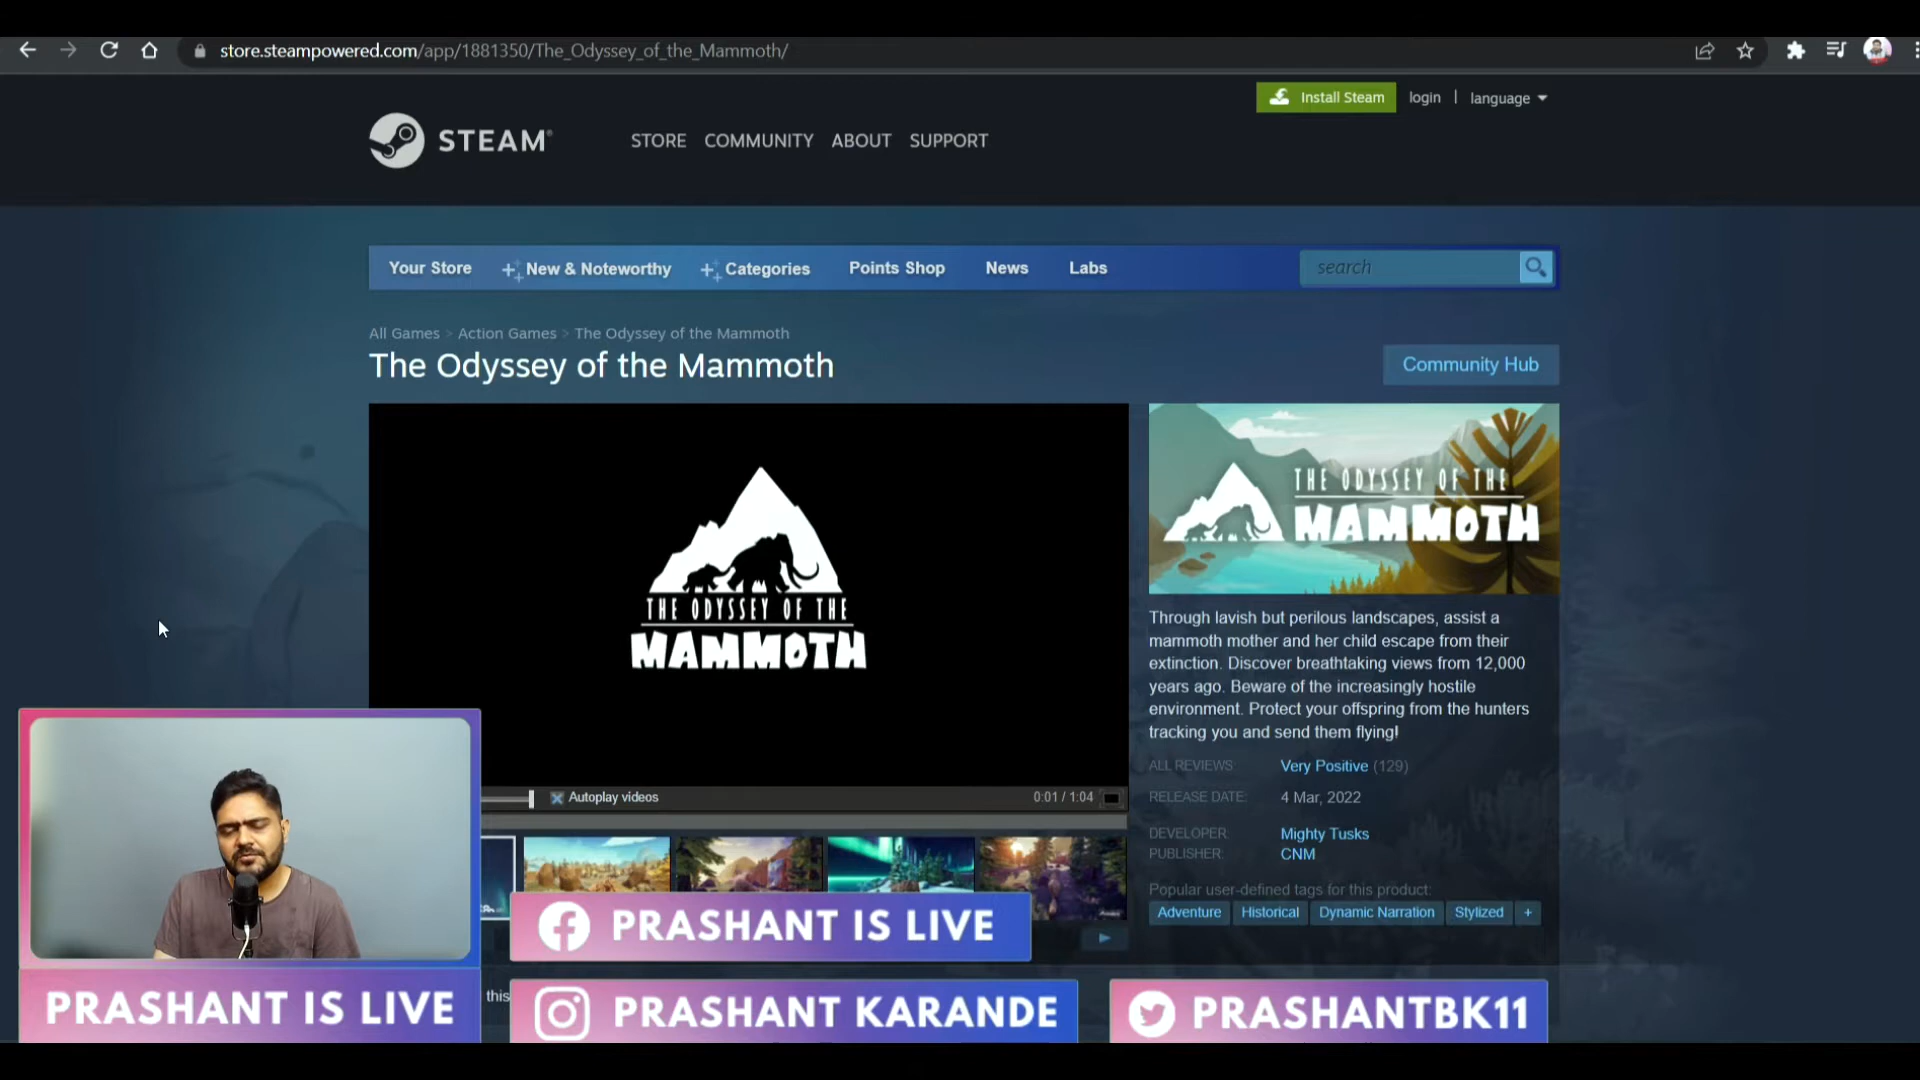 store.steampowered.com/app/1881350/The_Odyssey_of_the_Mammoth/
Install Steam login | language
STEAM®
STORE COMMUNITY ABOUT SUPPORT
Your Store New & Noteworthy Categories Points Shop News Labs search
All Games > Action Games > The Odyssey of the Mammoth
The Odyssey of the Mammoth
Community Hub
THE ODYSSEY OF THE
MAMMOTH
THE ODYSSEY OF THE
MAMMOTH
Through lavish but perilous landscapes, assist a
mammoth mother and her child escape from their
extinction. Discover breathtaking views from 12,000
years ago. Beware of the increasingly hostile
environment. Protect your offspring from the hunters
tracking you and send them flying!
ALL REVIEWS: Very Positive (129)
RELEASE DATE: 4 Mar, 2022
DEVELOPER: Mighty Tusks
PUBLISHER: CNM
Popular user-defined tags for this product:
Adventure Historical Dynamic Narration Stylized +
Autoplay videos 0:01 / 1:04
PRASHANT IS LIVE
this
PRASHANT IS LIVE
PRASHANT KARANDE
PRASHANTBK11